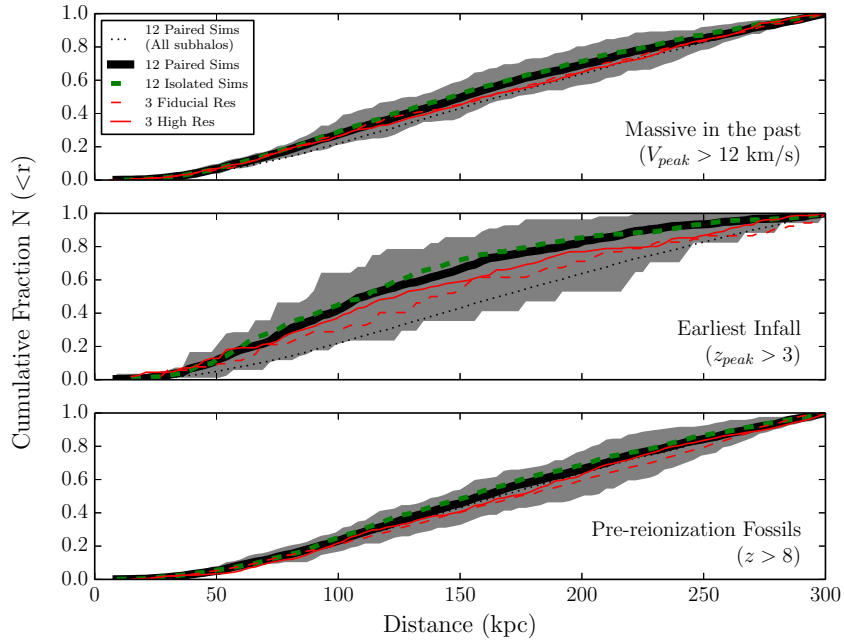 Cumulative Fraction N (<r)
1.0
0.8
0.6
0.4
0.2
0.0
12 Paired Sims
(All subhalos)
12 Paired Sims
12 Isolated Sims
3 Fiducial Res
3 High Res
Massive in the past
(V_peak > 12 km/s)
1.0
0.8
0.6
0.4
0.2
0.0
Earliest Infall
(z_peak > 3)
1.0
0.8
0.6
0.4
0.2
0.0
Pre-reionization Fossils
(z > 8)
0 50 100 150 200 250 300
Distance (kpc)